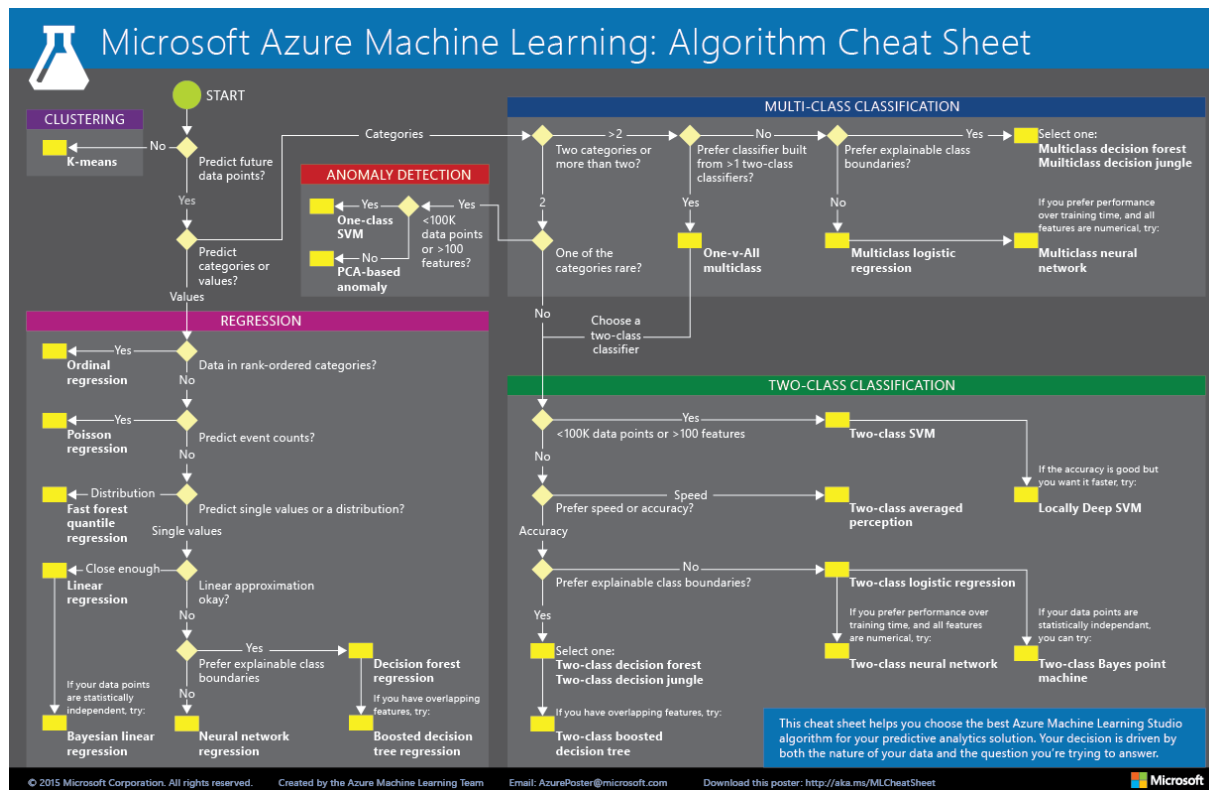 Microsoft Azure Machine Learning: Algorithm Cheat Sheet
START
CLUSTERING
No
K-means
Predict future
data points?
Yes
Predict
categories or
values?
Categories
Values
ANOMALY DETECTION
Yes
One-class
SVM
<100K
data points
or >100
features?
Yes
No
PCA-based
anomaly
MULTI-CLASS CLASSIFICATION
>2
Two categories or
more than two?
2
No
Prefer classifier built
from >1 two-class
classifiers?
Yes
Prefer explainable class
boundaries?
Yes
Select one:
Multiclass decision forest
Muilticlass decision jungle
No
If you prefer performance
over training time, and all
features are numerical, try:
One of the
categories rare?
One-v-All
multiclass
Multiclass logistic
regression
Multiclass neural
network
No
Choose a
two-class
classifier
REGRESSION
Yes
Ordinal
regression
Data in rank-ordered categories?
No
Yes
Poisson
regression
Predict event counts?
No
Distribution
Fast forest
quantile
regression
Predict single values or a distribution?
Single values
Close enough
Linear
regression
Linear approximation
okay?
No
Yes
Prefer explainable class
boundaries
Decision forest
regression
If your data points
are statistically
independent, try:
No
If you have overlapping
features, try:
Bayesian linear
regression
Neural network
regression
Boosted decision
tree regression
TWO-CLASS CLASSIFICATION
Yes
<100K data points or >100 features
Two-class SVM
No
If the accuracy is good but
you want it faster, try:
Locally Deep SVM
Speed
Prefer speed or accuracy?
Two-class averaged
perception
Accuracy
No
Prefer explainable class boundaries?
Two-class logistic regression
Yes
If you prefer performance over
training time, and all features
are numerical, try:
If your data points are
statistically independant,
you can try:
Select one:
Two-class decision forest
Two-class decision jungle
Two-class neural network
Two-class Bayes point
machine
If you have overlapping features, try:
Two-class boosted
decision tree
This cheat sheet helps you choose the best Azure Machine Learning Studio
algorithm for your predictive analytics solution. Your decision is driven by
both the nature of your data and the question you're trying to answer.
© 2015 Microsoft Corporation. All rights reserved. Created by the Azure Machine Learning Team Email: AzurePoster@microsoft.com Download this poster: http://aka.ms/MLCheatSheet Microsoft